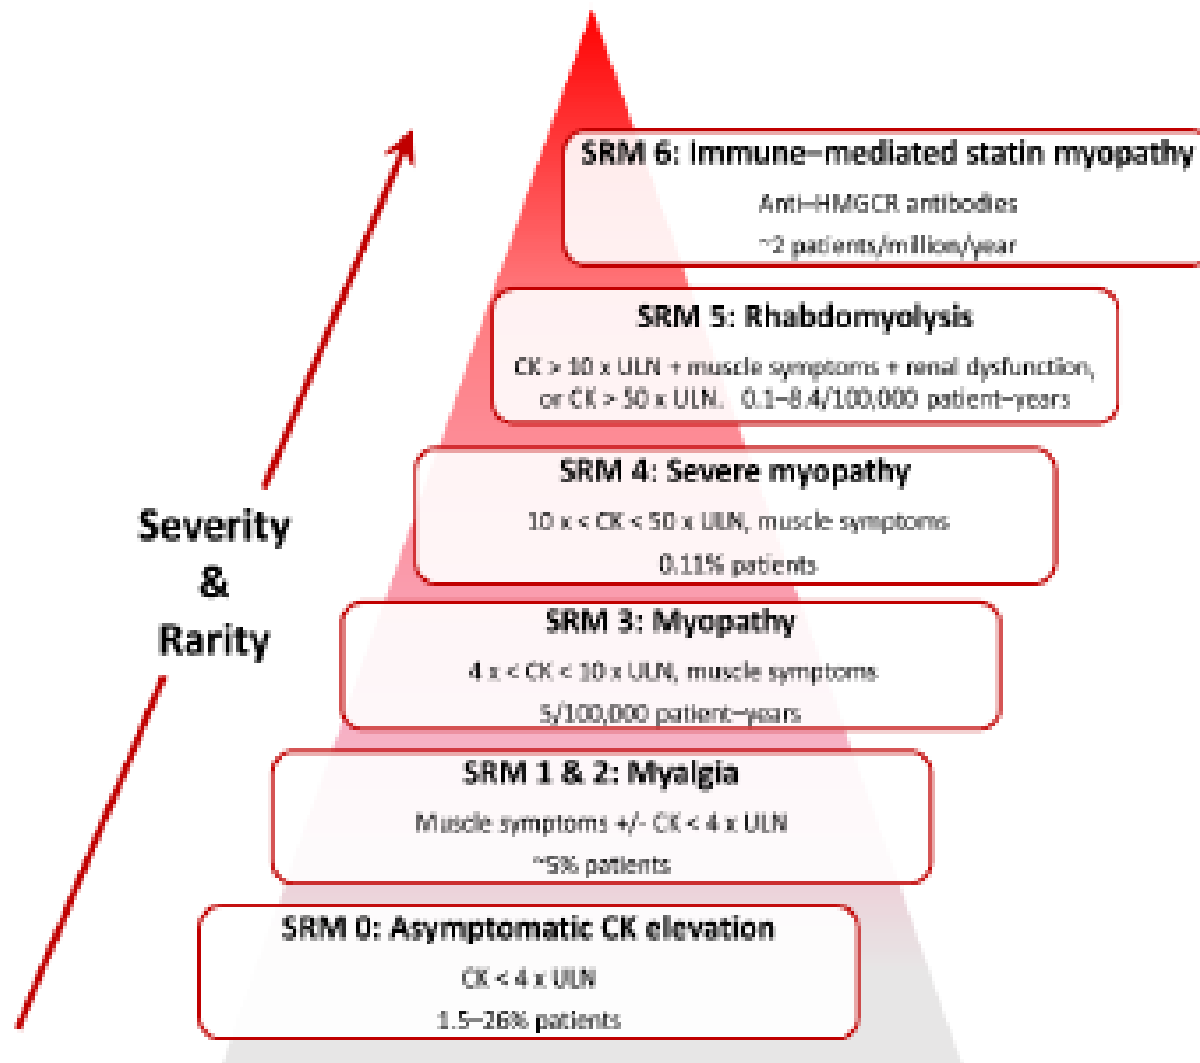 SRM 6: Immune–mediated statin myopathy
Anti–HMGCR antibodies
~2 patients/million/year
SRM 5: Rhabdomyolysis
CK > 10 x ULN + muscle symptoms + renal dysfunction,
or CK > 50 x ULN. 0.1–8.4/100,000 patient–years
SRM 4: Severe myopathy
10 x < CK < 50 x ULN, muscle symptoms
0.11% patients
Severity
&
Rarity
SRM 3: Myopathy
4 x < CK < 10 x ULN, muscle symptoms
5/100,000 patient–years
SRM 1 & 2: Myalgia
Muscle symptoms +/- CK < 4 x ULN
~5% patients
SRM 0: Asymptomatic CK elevation
CK < 4 x ULN
1.5–26% patients